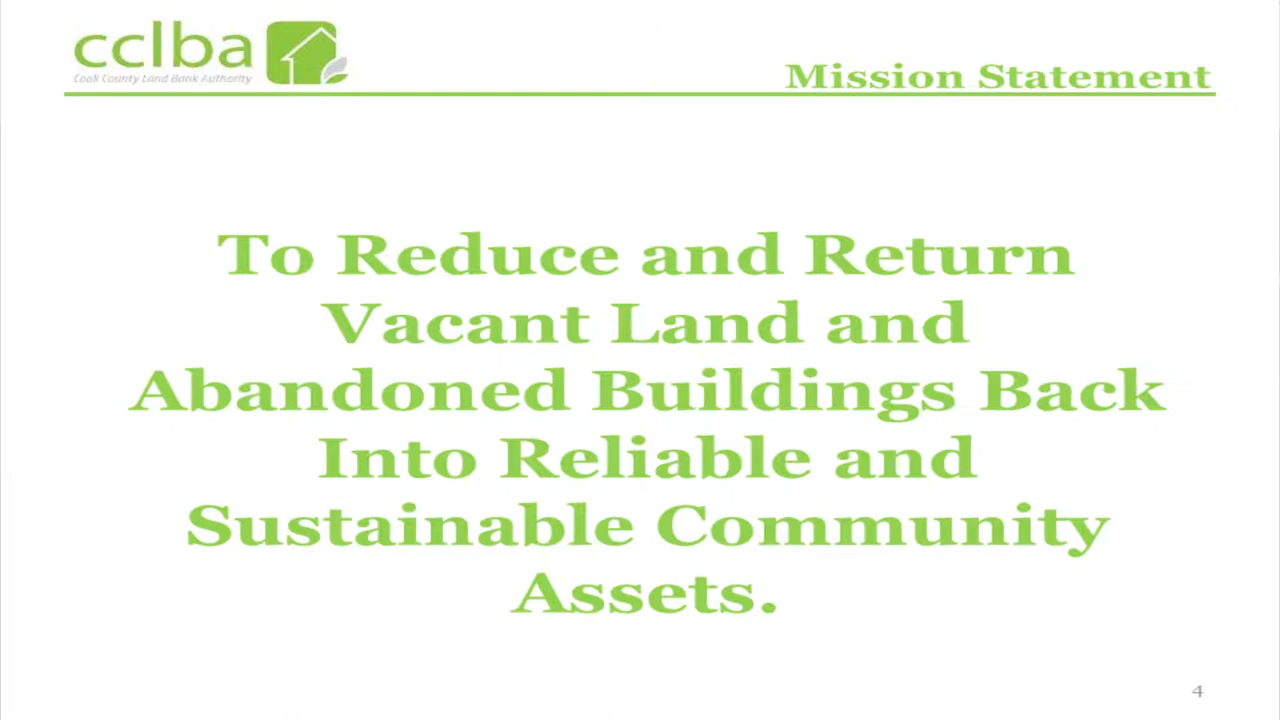 cclba
Cook County Land Bank Authority
Mission Statement
To Reduce and Return
Vacant Land and
Abandoned Buildings Back
Into Reliable and
Sustainable Community
Assets.
4